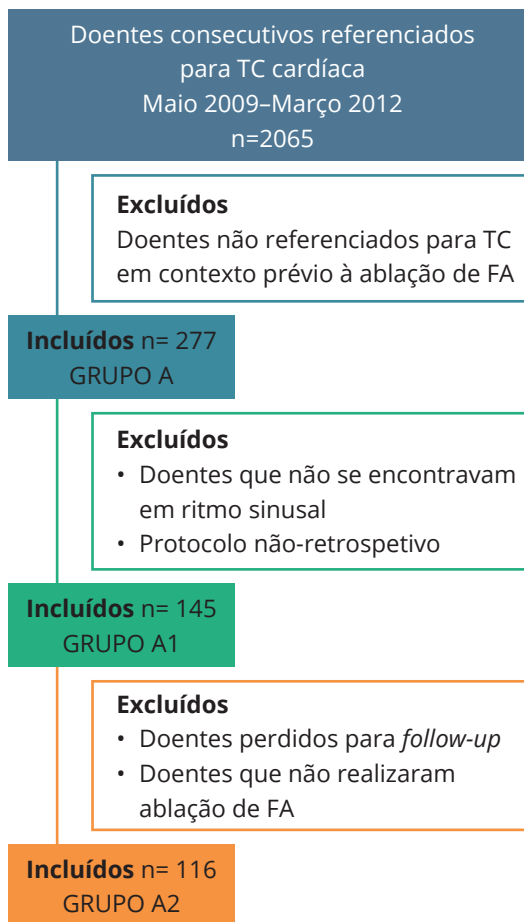 Doentes consecutivos referenciados
para TC cardíaca
Maio 2009–Março 2012
n=2065
Excluídos
Doentes não referenciados para TC
em contexto prévio à ablação de FA
Incluídos n= 277
GRUPO A
Excluídos
• Doentes que não se encontravam
em ritmo sinusal
• Protocolo não-retrospetivo
Incluídos n= 145
GRUPO A1
Excluídos
• Doentes perdidos para follow-up
• Doentes que não realizaram
ablação de FA
Incluídos n= 116
GRUPO A2